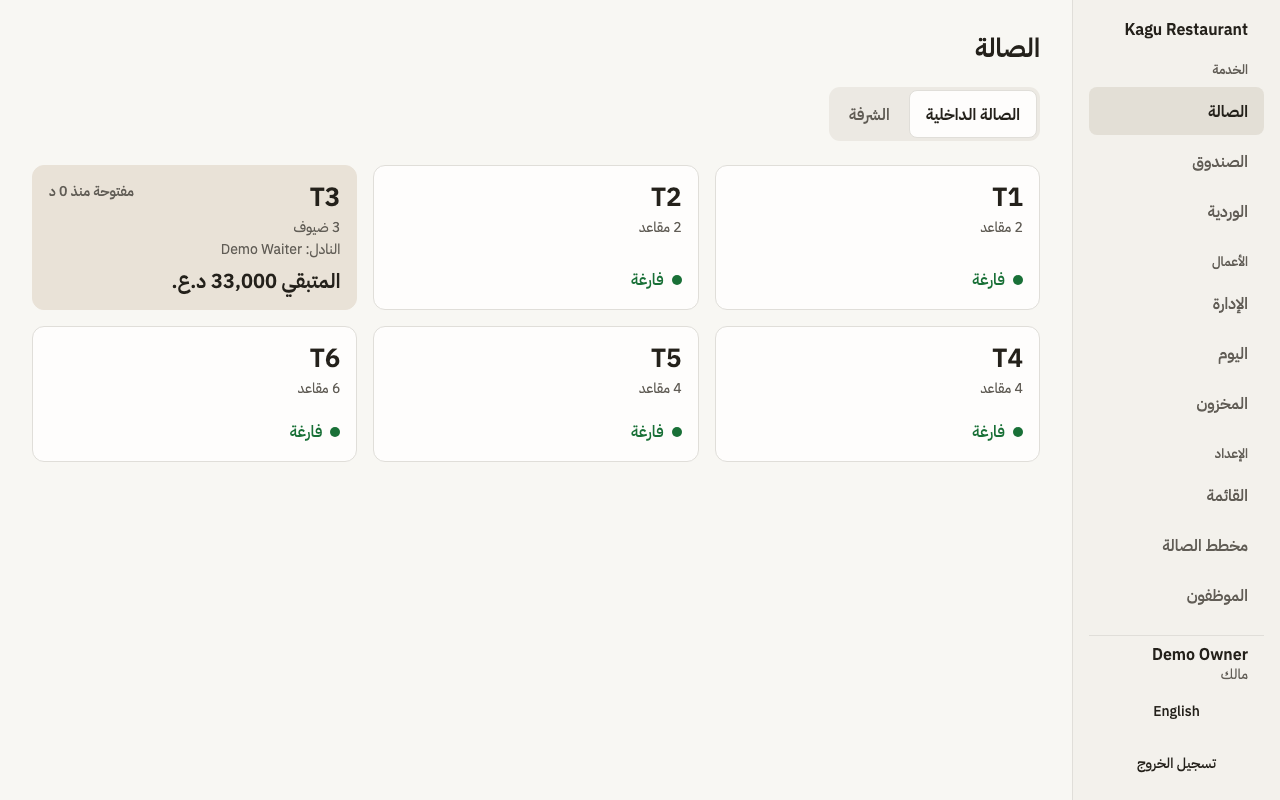 Kagu Restaurant
الخدمة
الصالة
الصندوق
الوردية
الأعمال
الإدارة
اليوم
المخزون
الإعداد
القائمة
مخطط الصالة
الموظفون
Demo Owner
مالك
English
تسجيل الخروج
الصالة
الصالة الداخلية
الشرفة
T1
2 مقاعد
فارغة
T2
2 مقاعد
فارغة
T3
مفتوحة منذ 0 د
3 ضيوف
النادل: Demo Waiter
المتبقي 33,000 د.ع.
T4
4 مقاعد
فارغة
T5
4 مقاعد
فارغة
T6
6 مقاعد
فارغة